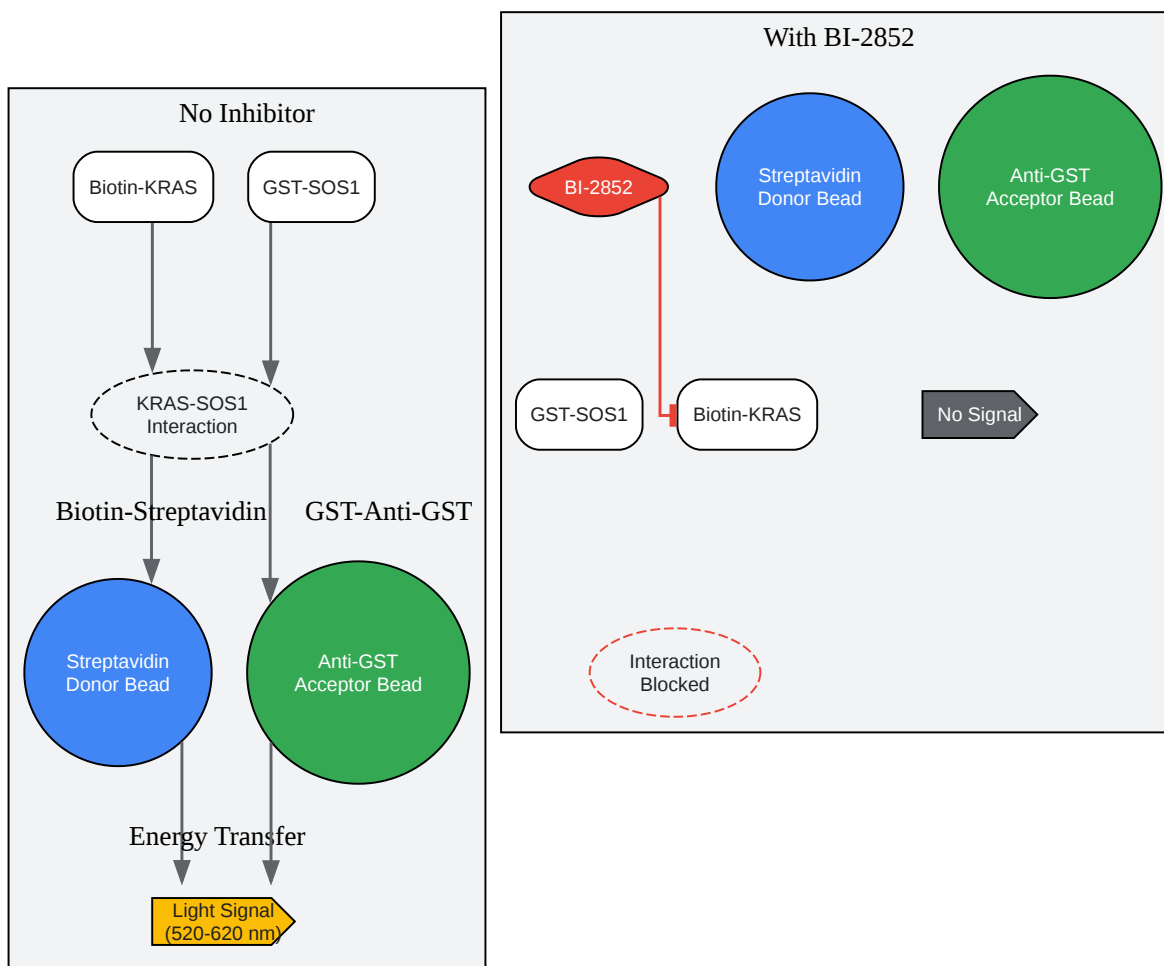 No Inhibitor
Biotin-KRAS
GST-SOS1
KRAS-SOS1
Interaction
Biotin-Streptavidin
GST-Anti-GST
Streptavidin
Donor Bead
Anti-GST
Acceptor Bead
Energy Transfer
Light Signal
(520-620 nm)
With BI-2852
BI-2852
Streptavidin
Donor Bead
Anti-GST
Acceptor Bead
GST-SOS1
Biotin-KRAS
No Signal
Interaction
Blocked